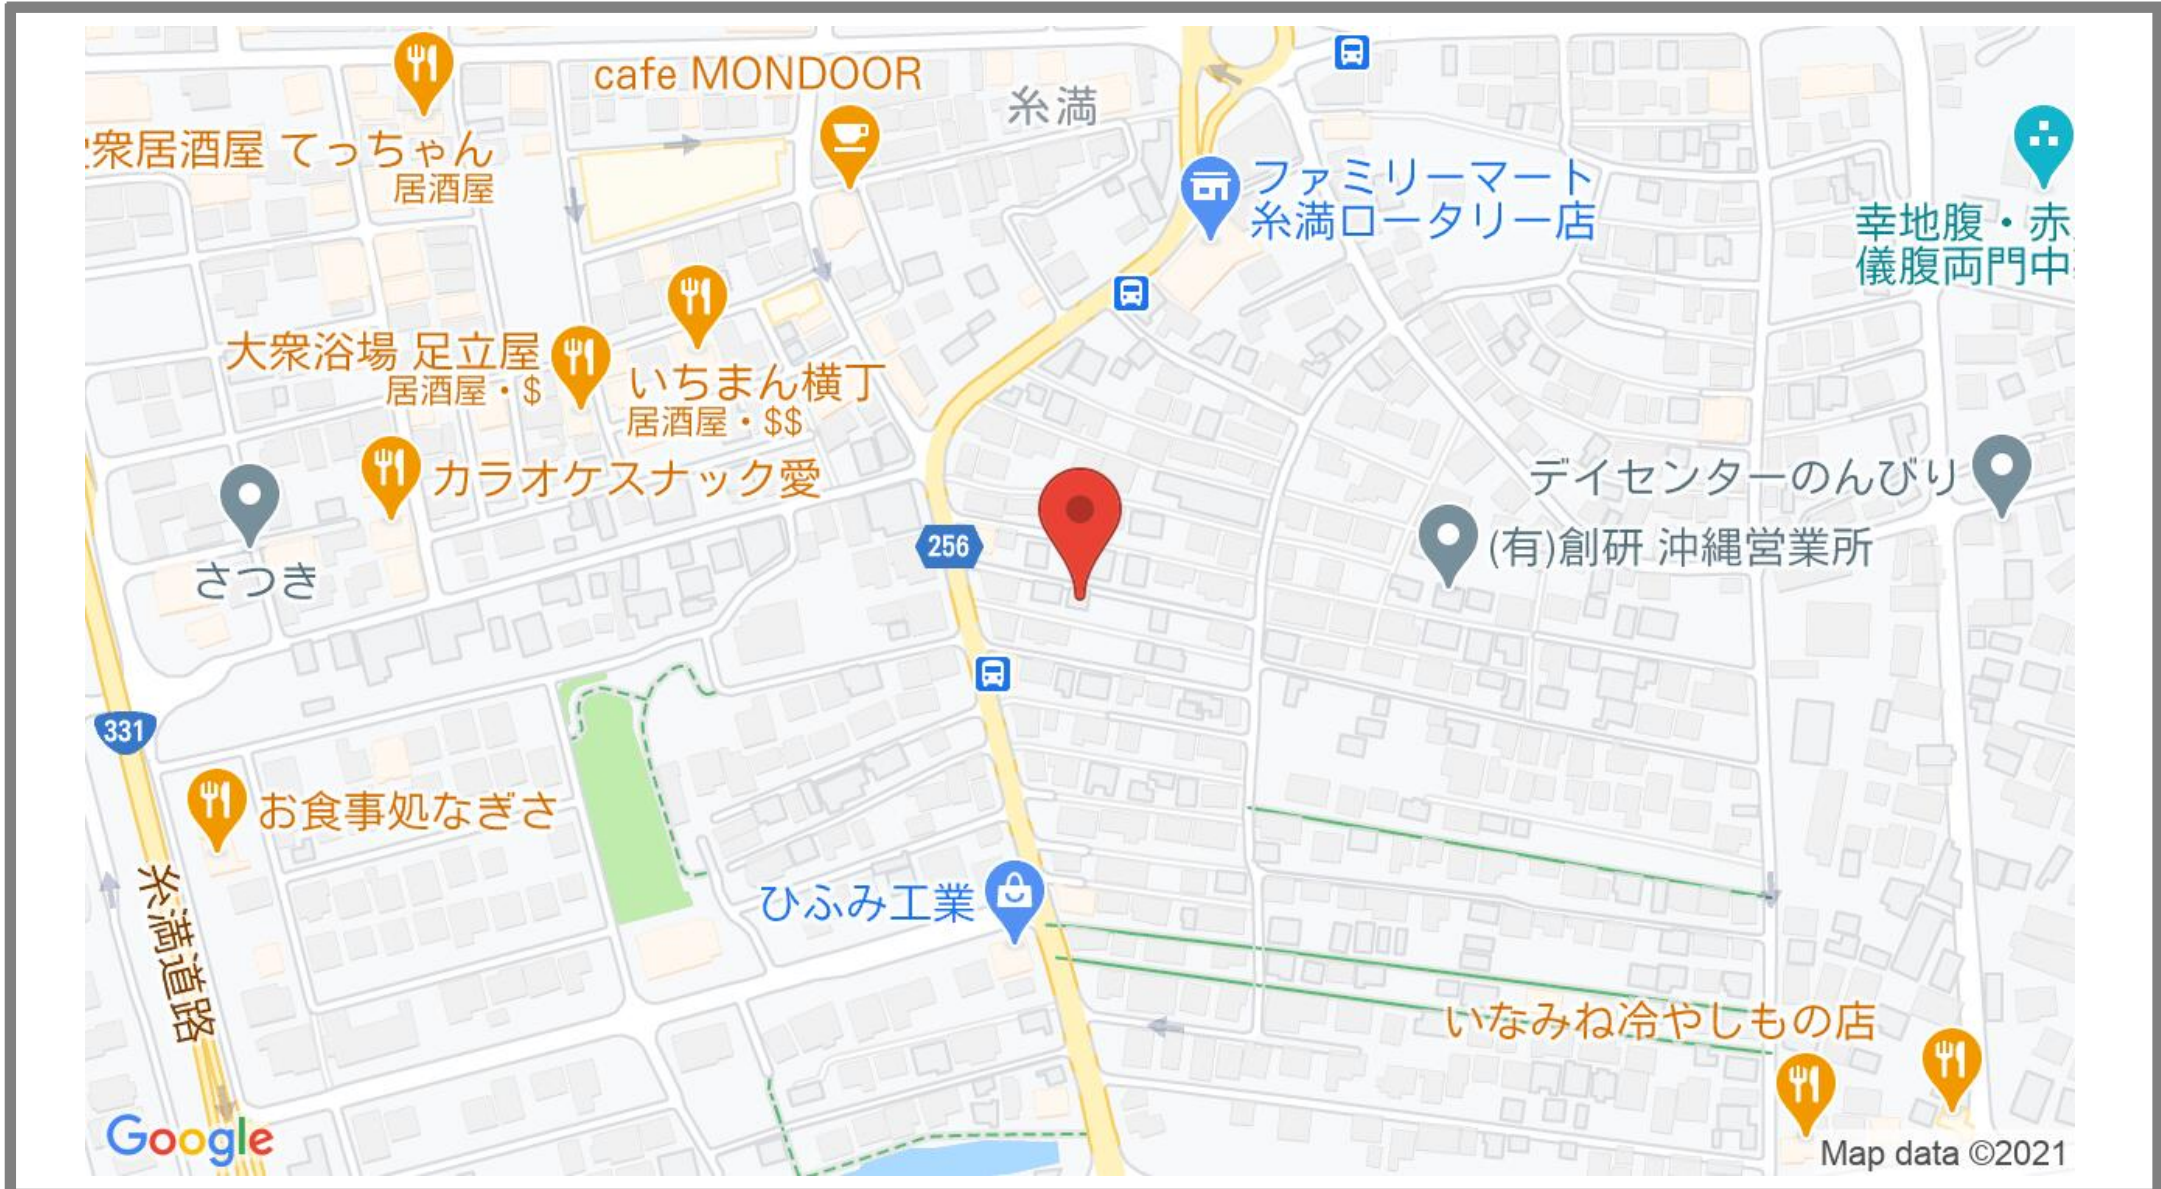 cafe MONDOOR
糸満
衆居酒屋 てっちゃん
居酒屋
ファミリーマート
糸満ロータリー店
幸地腹・赤
儀腹両門中
大衆浴場 足立屋
居酒屋・$
いちまん横丁
居酒屋・$$
カラオケスナック愛
デイセンターのんびり
256
(有)創研 沖縄営業所
さつき
331
お食事処なぎさ
ひふみ工業
糸満道路
いなみね冷やしもの店
Google
Map data ©2021